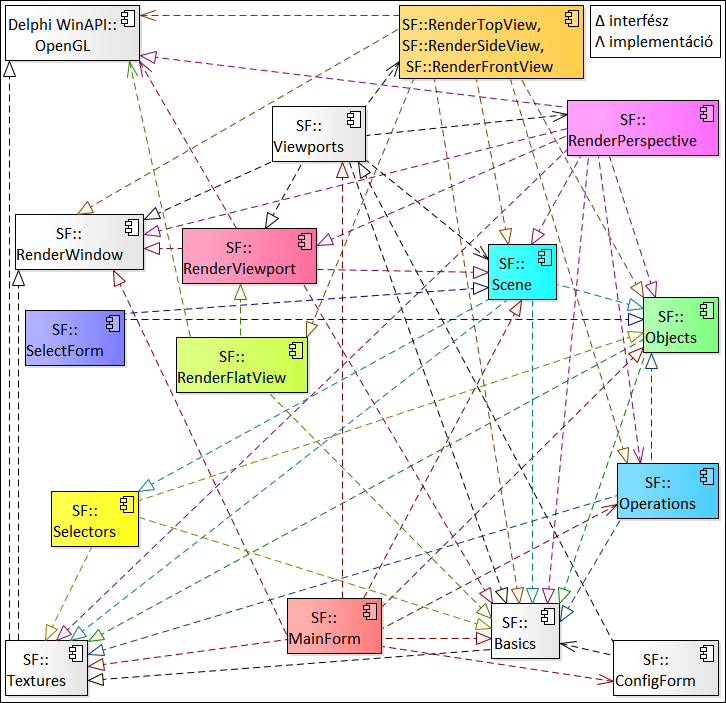 Delphi WinAPI::
OpenGL
SF::RenderTopView,
SF::RenderSideView,
SF::RenderFrontView
Δ interfész
Λ implementáció
SF::
Viewports
SF::
RenderPerspective
SF::
RenderWindow
SF::
RenderViewport
SF::
Scene
SF::
SelectForm
SF::
Objects
SF::
RenderFlatView
SF::
Selectors
SF::
Operations
SF::
MainForm
SF::
Basics
SF::
Textures
SF::
ConfigForm